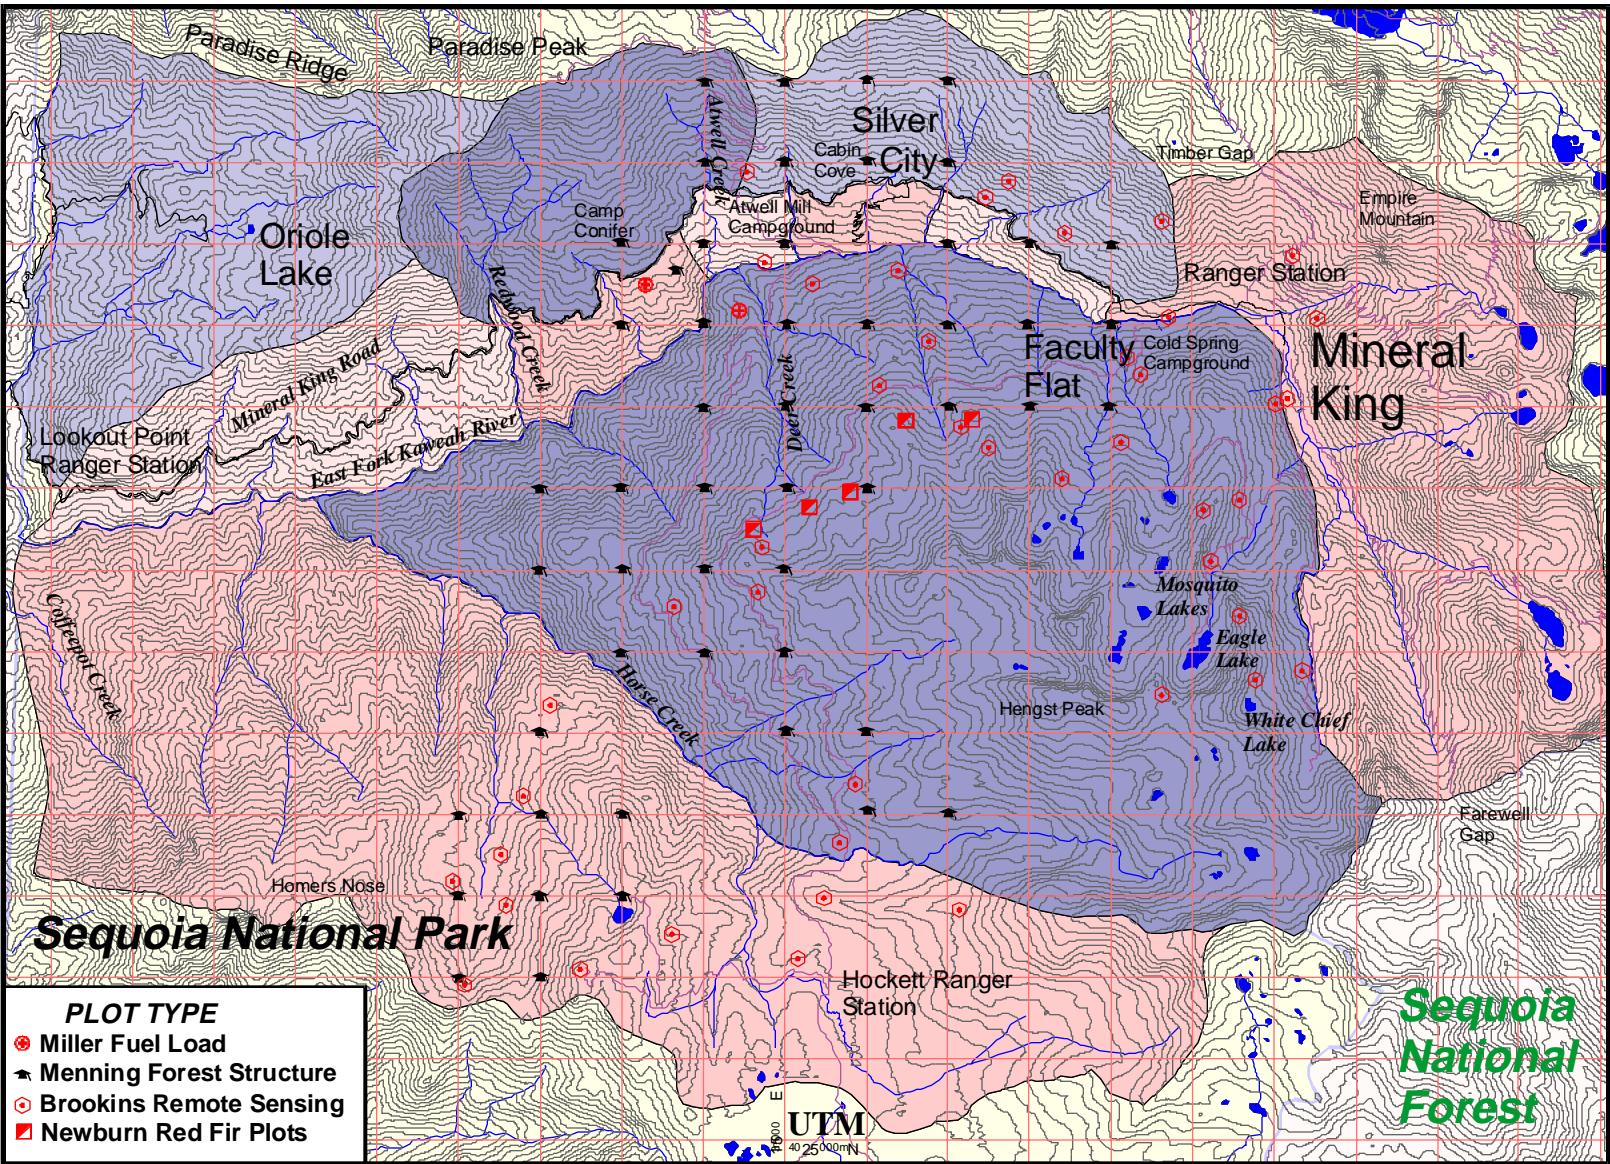 Paradise Ridge
Paradise Peak
Atwell Creek
Silver
City
Cabin
Cove
Timber Gap
Empire
Mountain
Camp
Conifer
Atwell Mill
Campground
Oriole
Lake
Ranger Station
Redwood Creek
Mineral King Road
Deer Creek
Faculty
Flat
Cold Spring
Campground
Mineral
King
Lookout Point
Ranger Station
East Fork Kaweah River
Coffeepot Creek
Mosquito
Lakes
Eagle
Lake
Horse Creek
Hengst Peak
White Chief
Lake
Farewell
Gap
Homers Nose
Sequoia National Park
Hockett Ranger
Station
Sequoia
National
Forest
PLOT TYPE
Miller Fuel Load
Menning Forest Structure
Brookins Remote Sensing
Newburn Red Fir Plots
E
UTM
4025000mN